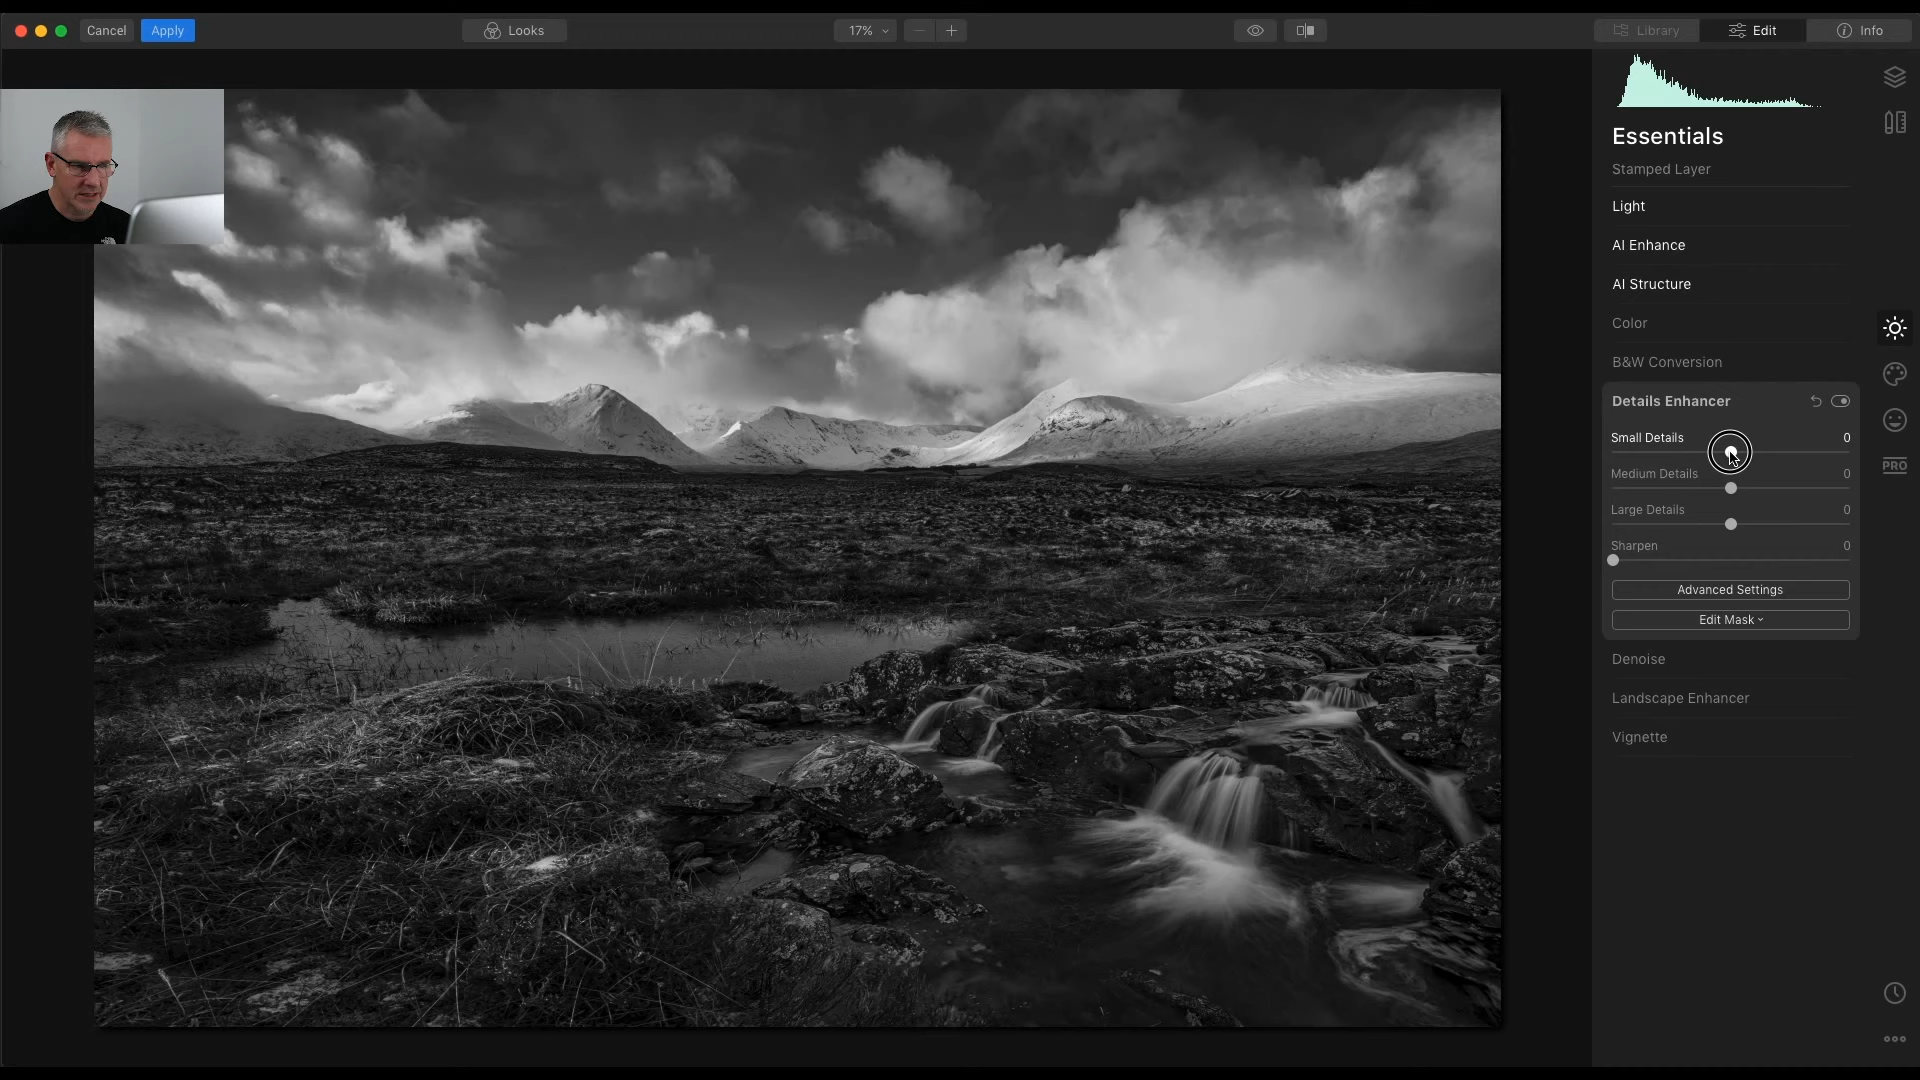 Cancel
Apply
Looks
17%
Library
Edit
Info
Essentials
Stamped Layer
Light
AI Enhance
AI Structure
Color
B&W Conversion
Details Enhancer
Small Details 0
Medium Details 0
Large Details 0
Sharpen 0
Advanced Settings
Edit Mask
Denoise
Landscape Enhancer
Vignette
PRO